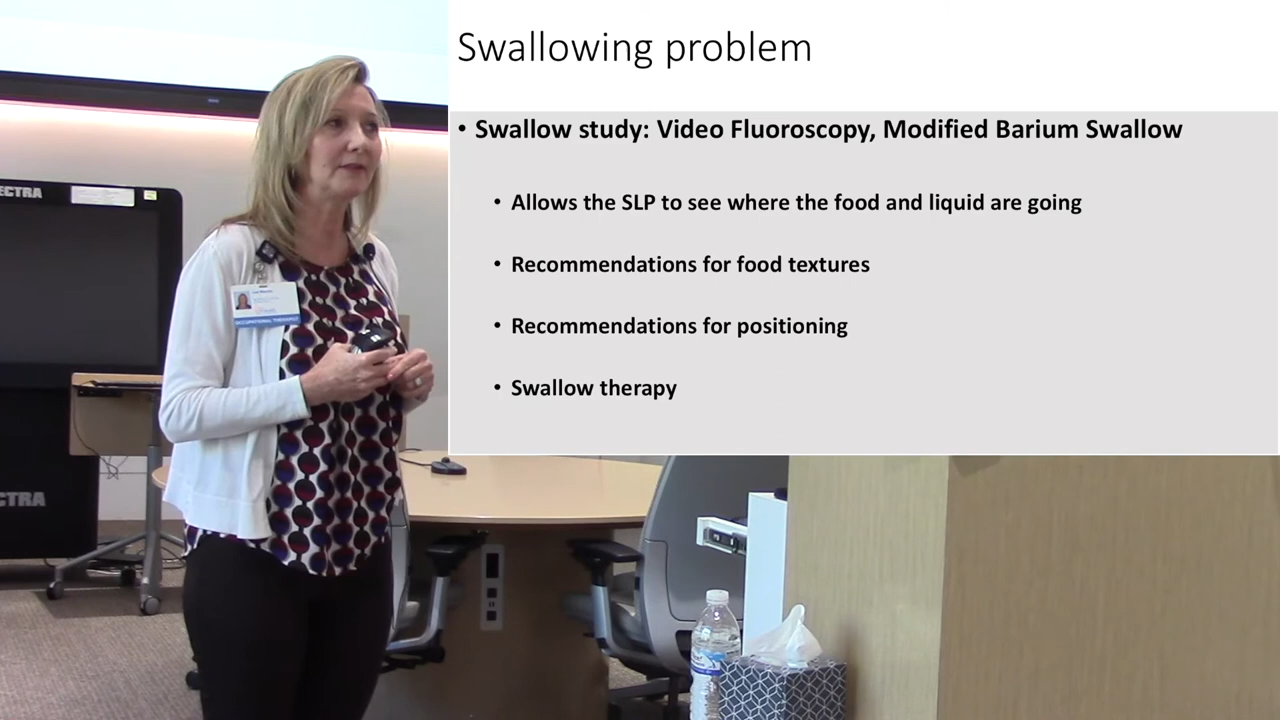 Swallowing problem
• Swallow study: Video Fluoroscopy, Modified Barium Swallow
• Allows the SLP to see where the food and liquid are going
• Recommendations for food textures
• Recommendations for positioning
• Swallow therapy
ECTRA
OCCUPATIONAL THERAPIST
CTRA